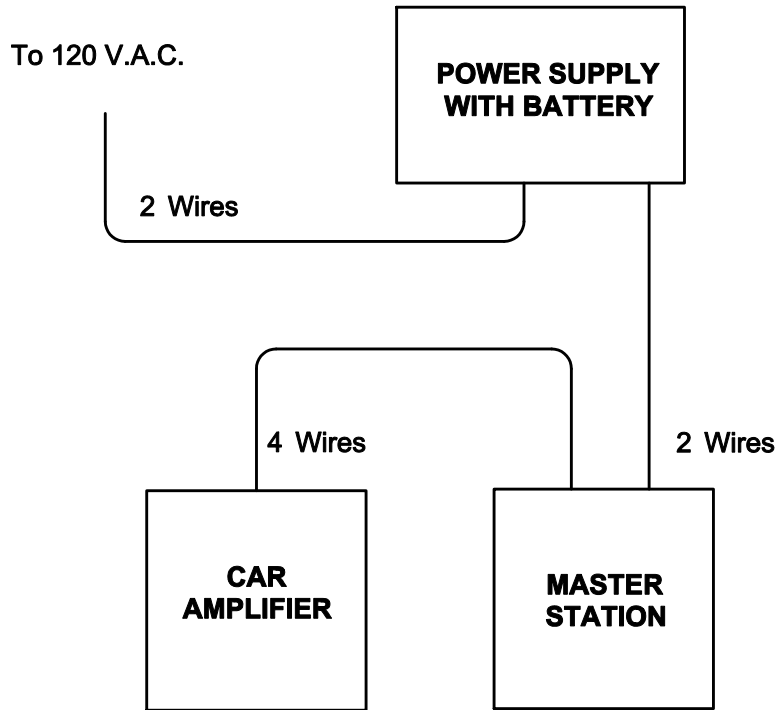 To 120 V.A.C.
POWER SUPPLY
WITH BATTERY
2 Wires
4 Wires
2 Wires
CAR
AMPLIFIER
MASTER
STATION